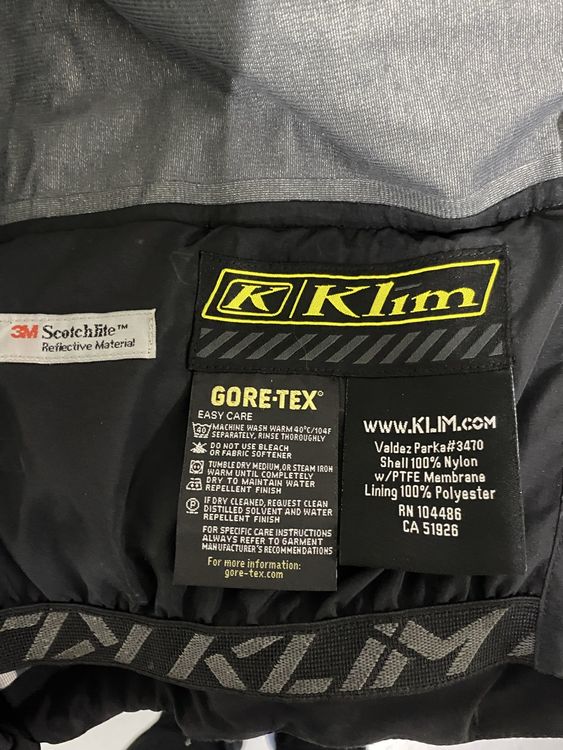 K Klim
3M Scotchlite™
Reflective Material
GORE-TEX®
EASY CARE
40 MACHINE WASH WARM 40°C/104F
SEPARATELY, RINSE THOROUGHLY
DO NOT USE BLEACH
OR FABRIC SOFTENER
TUMBLE DRY MEDIUM, OR STEAM IRON
WARM UNTIL COMPLETELY
DRY TO MAINTAIN WATER
REPELLENT FINISH
P IF DRY CLEANED, REQUEST CLEAN
DISTILLED SOLVENT AND WATER
REPELLENT FINISH
FOR SPECIFIC CARE INSTRUCTIONS
ALWAYS REFER TO GARMENT
MANUFACTURER'S RECOMMENDATIONS
For more information:
gore-tex.com
WWW.KLIM.COM
Valdez Parka#3470
Shell 100% Nylon
w/PTFE Membrane
Lining 100% Polyester
RN 104486
CA 51926
K KLIM